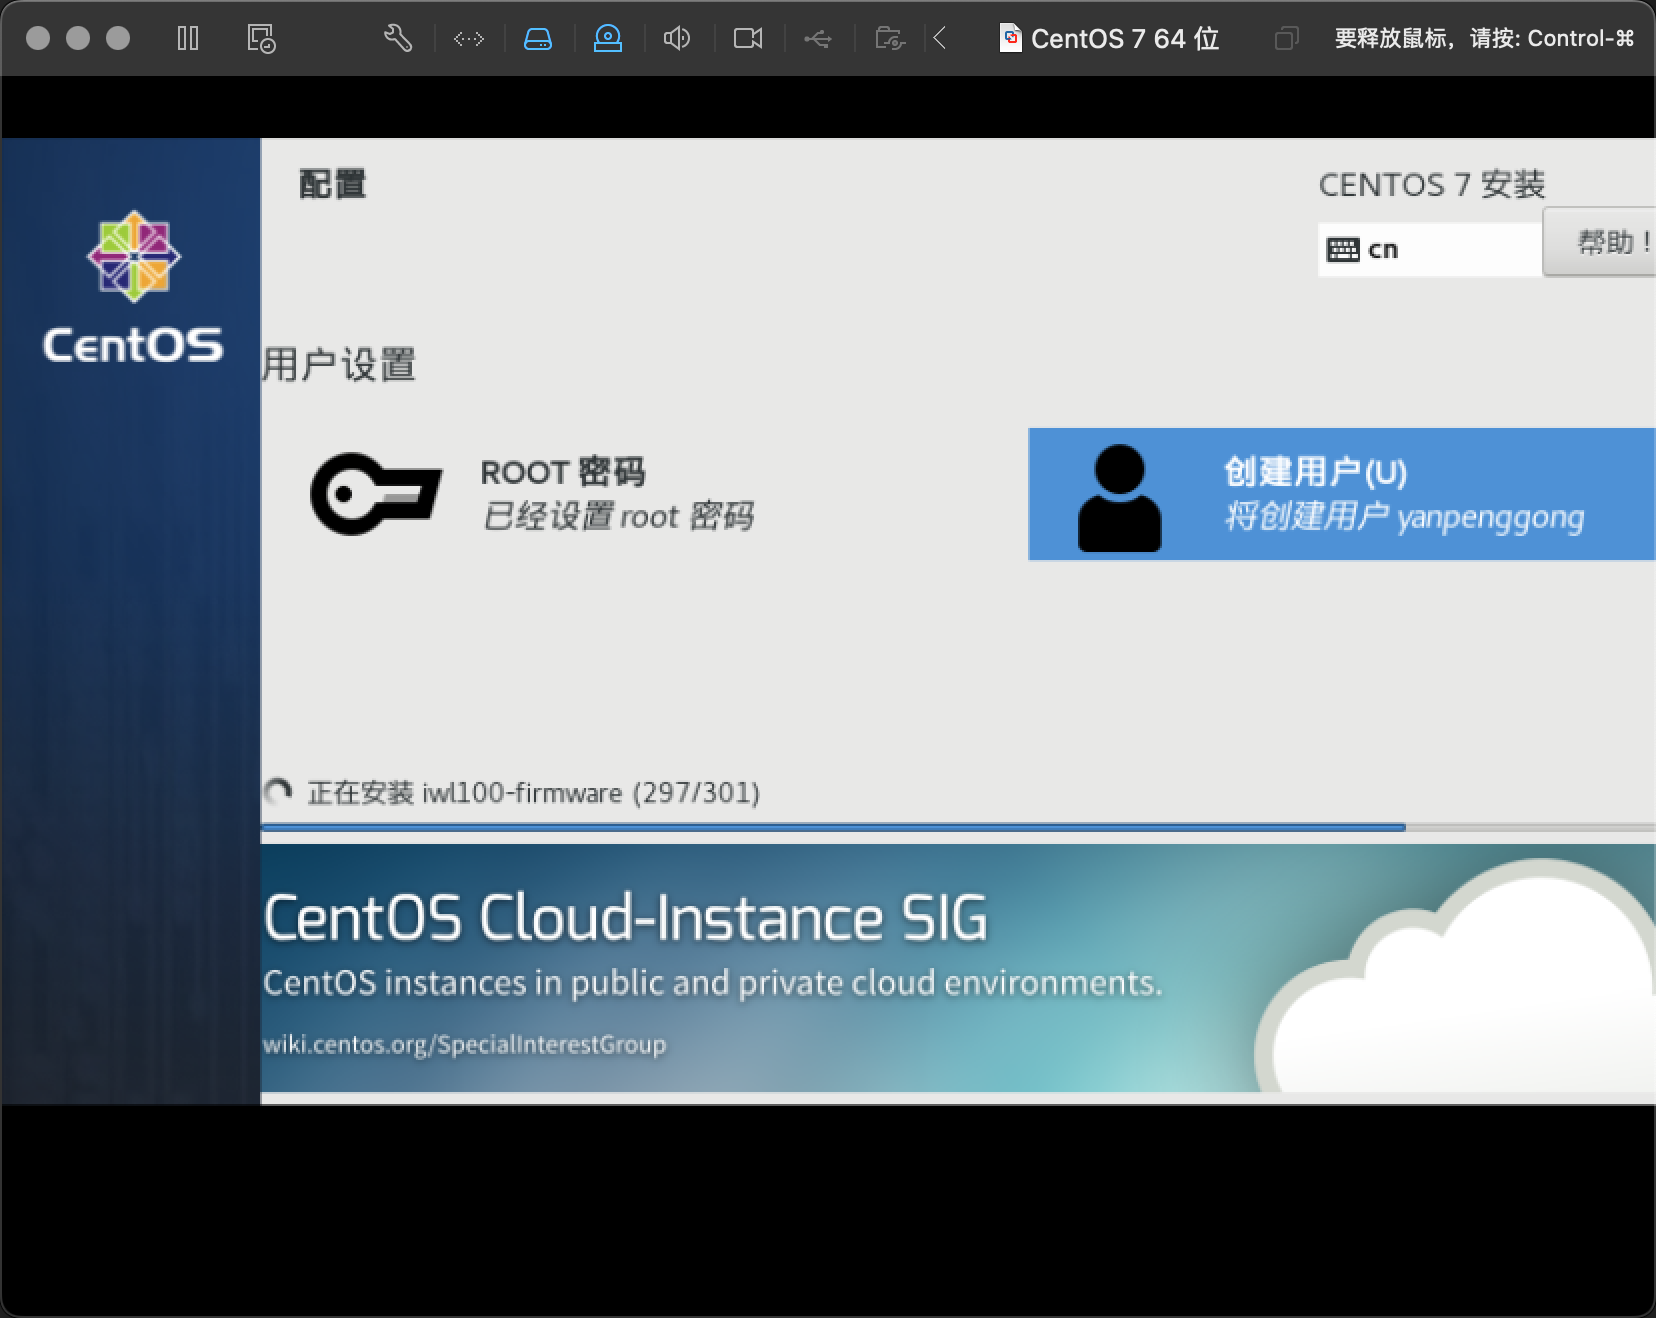 CentOS 7 64 位
要释放鼠标，请按: Control-⌘
配置
CENTOS 7 安装
cn
帮助！
CentOS
用户设置
ROOT 密码
已经设置 root 密码
创建用户(U)
将创建用户 yanpenggong
正在安装 iwl100-firmware (297/301)
CentOS Cloud-Instance SIG
CentOS instances in public and private cloud environments.
wiki.centos.org/SpecialInterestGroup